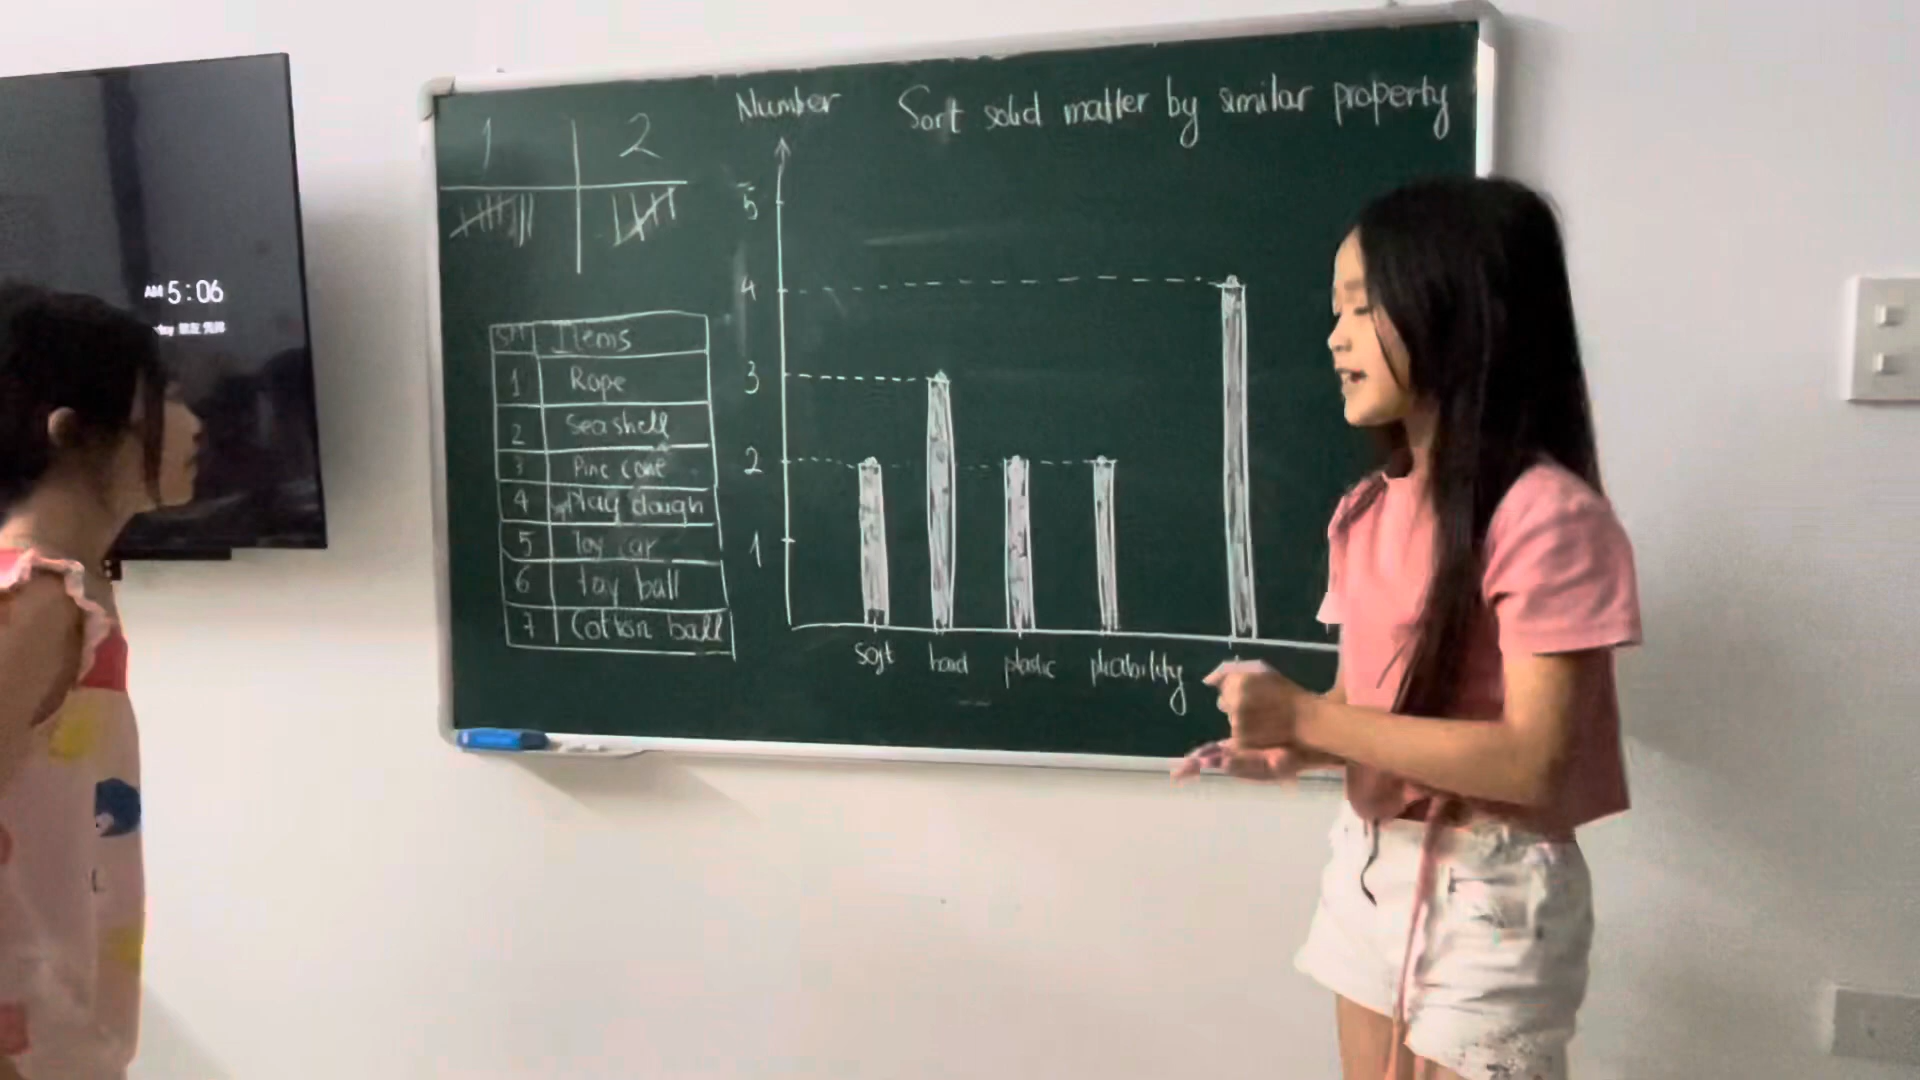 AM 5:06
1 2
Number
Sort solid matter by similar property
5
4
3
2
1
Items
1 Rope
2 Seashell
3 Pine cone
4 Play dough
5 Toy car
6 toy ball
7 Cotton ball
soft hard plastic pliability